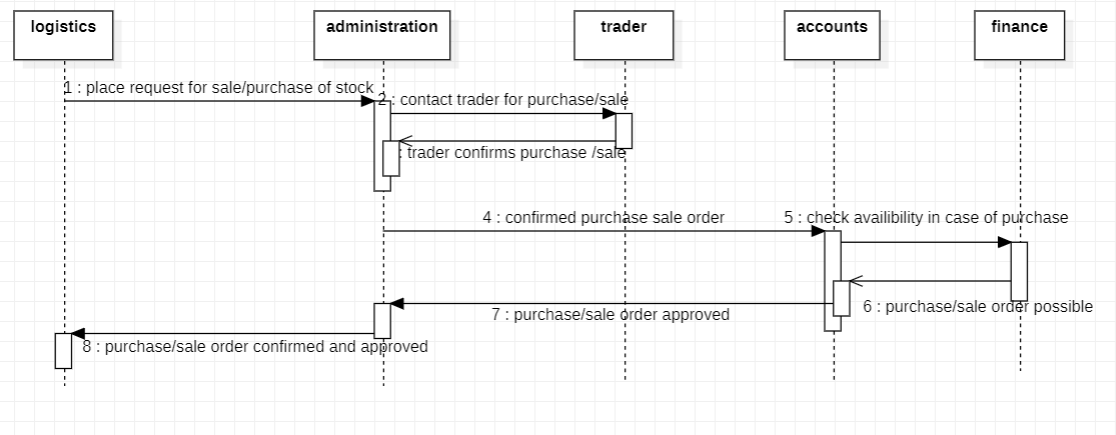 logistics
administration
trader
accounts
finance
1 : place request for sale/purchase of stock
2 : contact trader for purchase/sale
: trader confirms purchase /sale
4 : confirmed purchase sale order
5 : check availibility in case of purchase
6 : purchase/sale order possible
7 : purchase/sale order approved
8 : purchase/sale order confirmed and approved